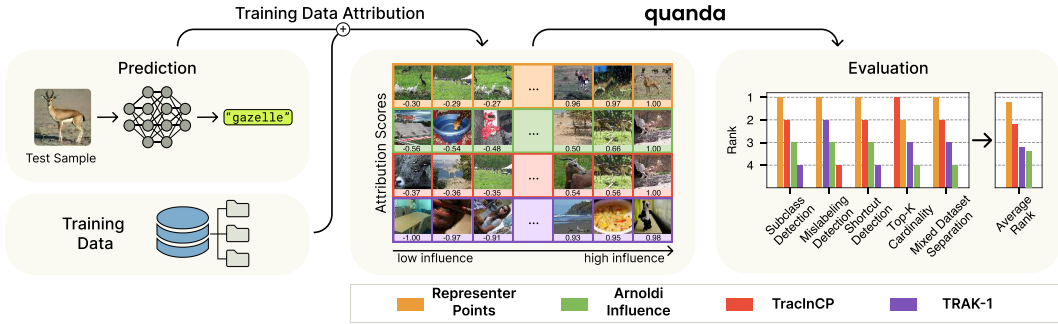 Training Data Attribution
quanda
+
Prediction
"gazelle"
Test Sample
Training
Data
Attribution Scores
-0.30 -0.29 -0.27 ... 0.96 0.97 1.00
-0.56 -0.54 -0.48 ... 0.50 0.66 1.00
-0.37 -0.36 -0.35 ... 0.54 0.56 1.00
-1.00 -0.97 -0.91 ... 0.93 0.95 0.98
low influence high influence
Evaluation
Rank
1
2
3
4
Subclass
Detection
Mislabeling
Detection
Shortcut
Detection
Top-K
Cardinality
Mixed Dataset
Separation
Average
Rank
Representer
Points
Arnoldi
Influence
TracInCP
TRAK-1